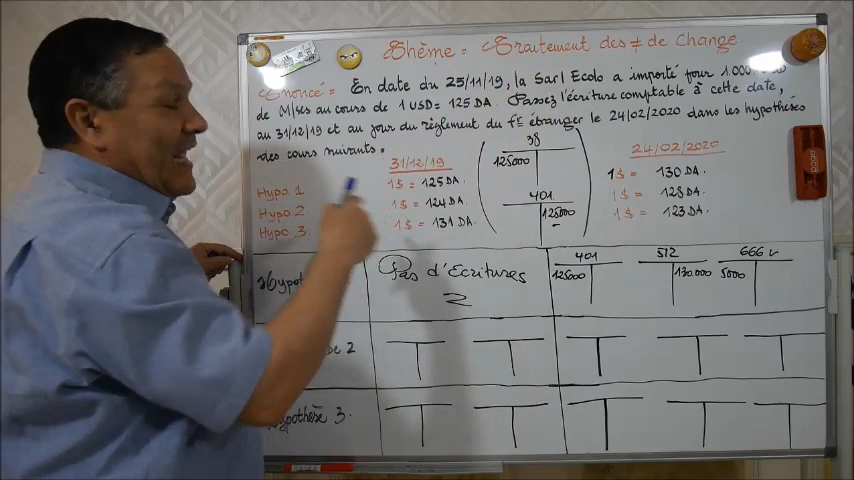 Thème = Traitement des ≠ de Change.
Enoncé = En date du 25/11/19, la Sarl Ecolo a importé pour 1.000 USD
de M/ses au cours de 1 USD = 125 DA. Passez l'écriture comptable à cette date,
au 31/12/19 et au jour du règlement du fr étranger le 24/02/2020 dans les hypothèses
des cours suivants =
31/12/19
24/02/2020
Hypo. 1 1$ = 125 DA. 1$ = 130 DA.
Hypo 2 1$ = 124 DA. 1$ = 128 DA.
Hypo 3. 1$ = 131 DA. 1$ = 123 DA.
38
125000
401
125000
Hypot
Pas d'Ecritures
401 512 666
125000 130.000 5000
se 2
ypothèse 3.